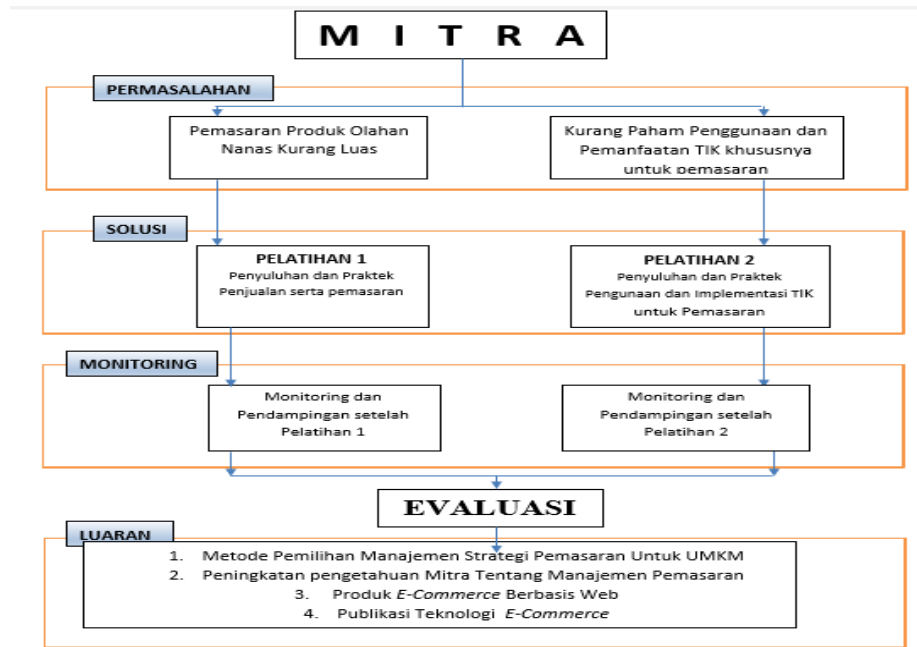 M I T R A
PERMASALAHAN
Pemasaran Produk Olahan
Nanas Kurang Luas
Kurang Paham Penggunaan dan
Pemanfaatan TIK khususnya
untuk pemasaran
SOLUSI
PELATIHAN 1
Penyuluhan dan Praktek
Penjualan serta pemasaran
PELATIHAN 2
Penyuluhan dan Praktek
Pengunaan dan Implementasi TIK
untuk Pemasaran
MONITORING
Monitoring dan
Pendampingan setelah
Pelatihan 1
Monitoring dan
Pendampingan setelah
Pelatihan 2
EVALUASI
LUARAN
1. Metode Pemilihan Manajemen Strategi Pemasaran Untuk UMKM
2. Peningkatan pengetahuan Mitra Tentang Manajemen Pemasaran
3. Produk E-Commerce Berbasis Web
4. Publikasi Teknologi E-Commerce